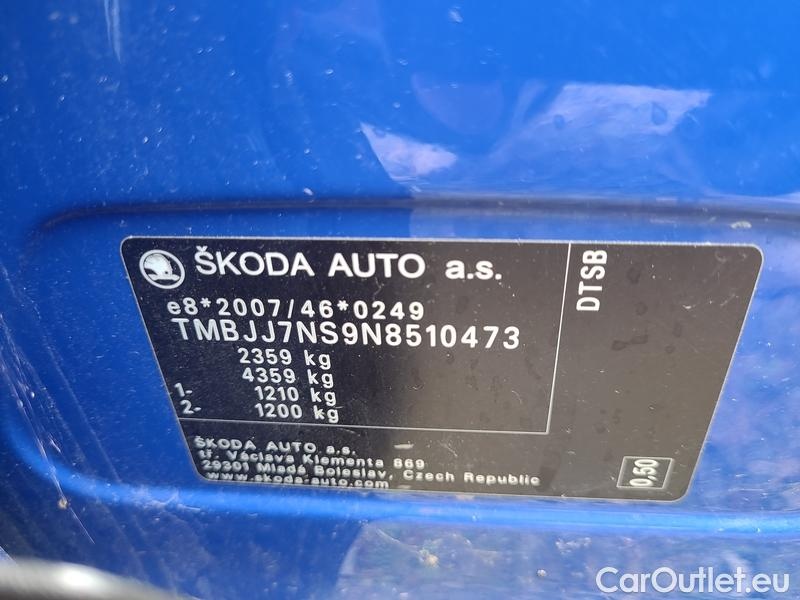 ŠKODA AUTO a.s.
e8*2007/46*0249
TMBJJ7NS9N8510473
2359 kg
4359 kg
1- 1210 kg
2- 1200 kg
ŠKODA AUTO a.s.
tř. Václava Klementa 869
29301 Mladá Boleslav, Czech Republic
www.skoda-auto.com
DTSB
0,50
CarOutlet.eu